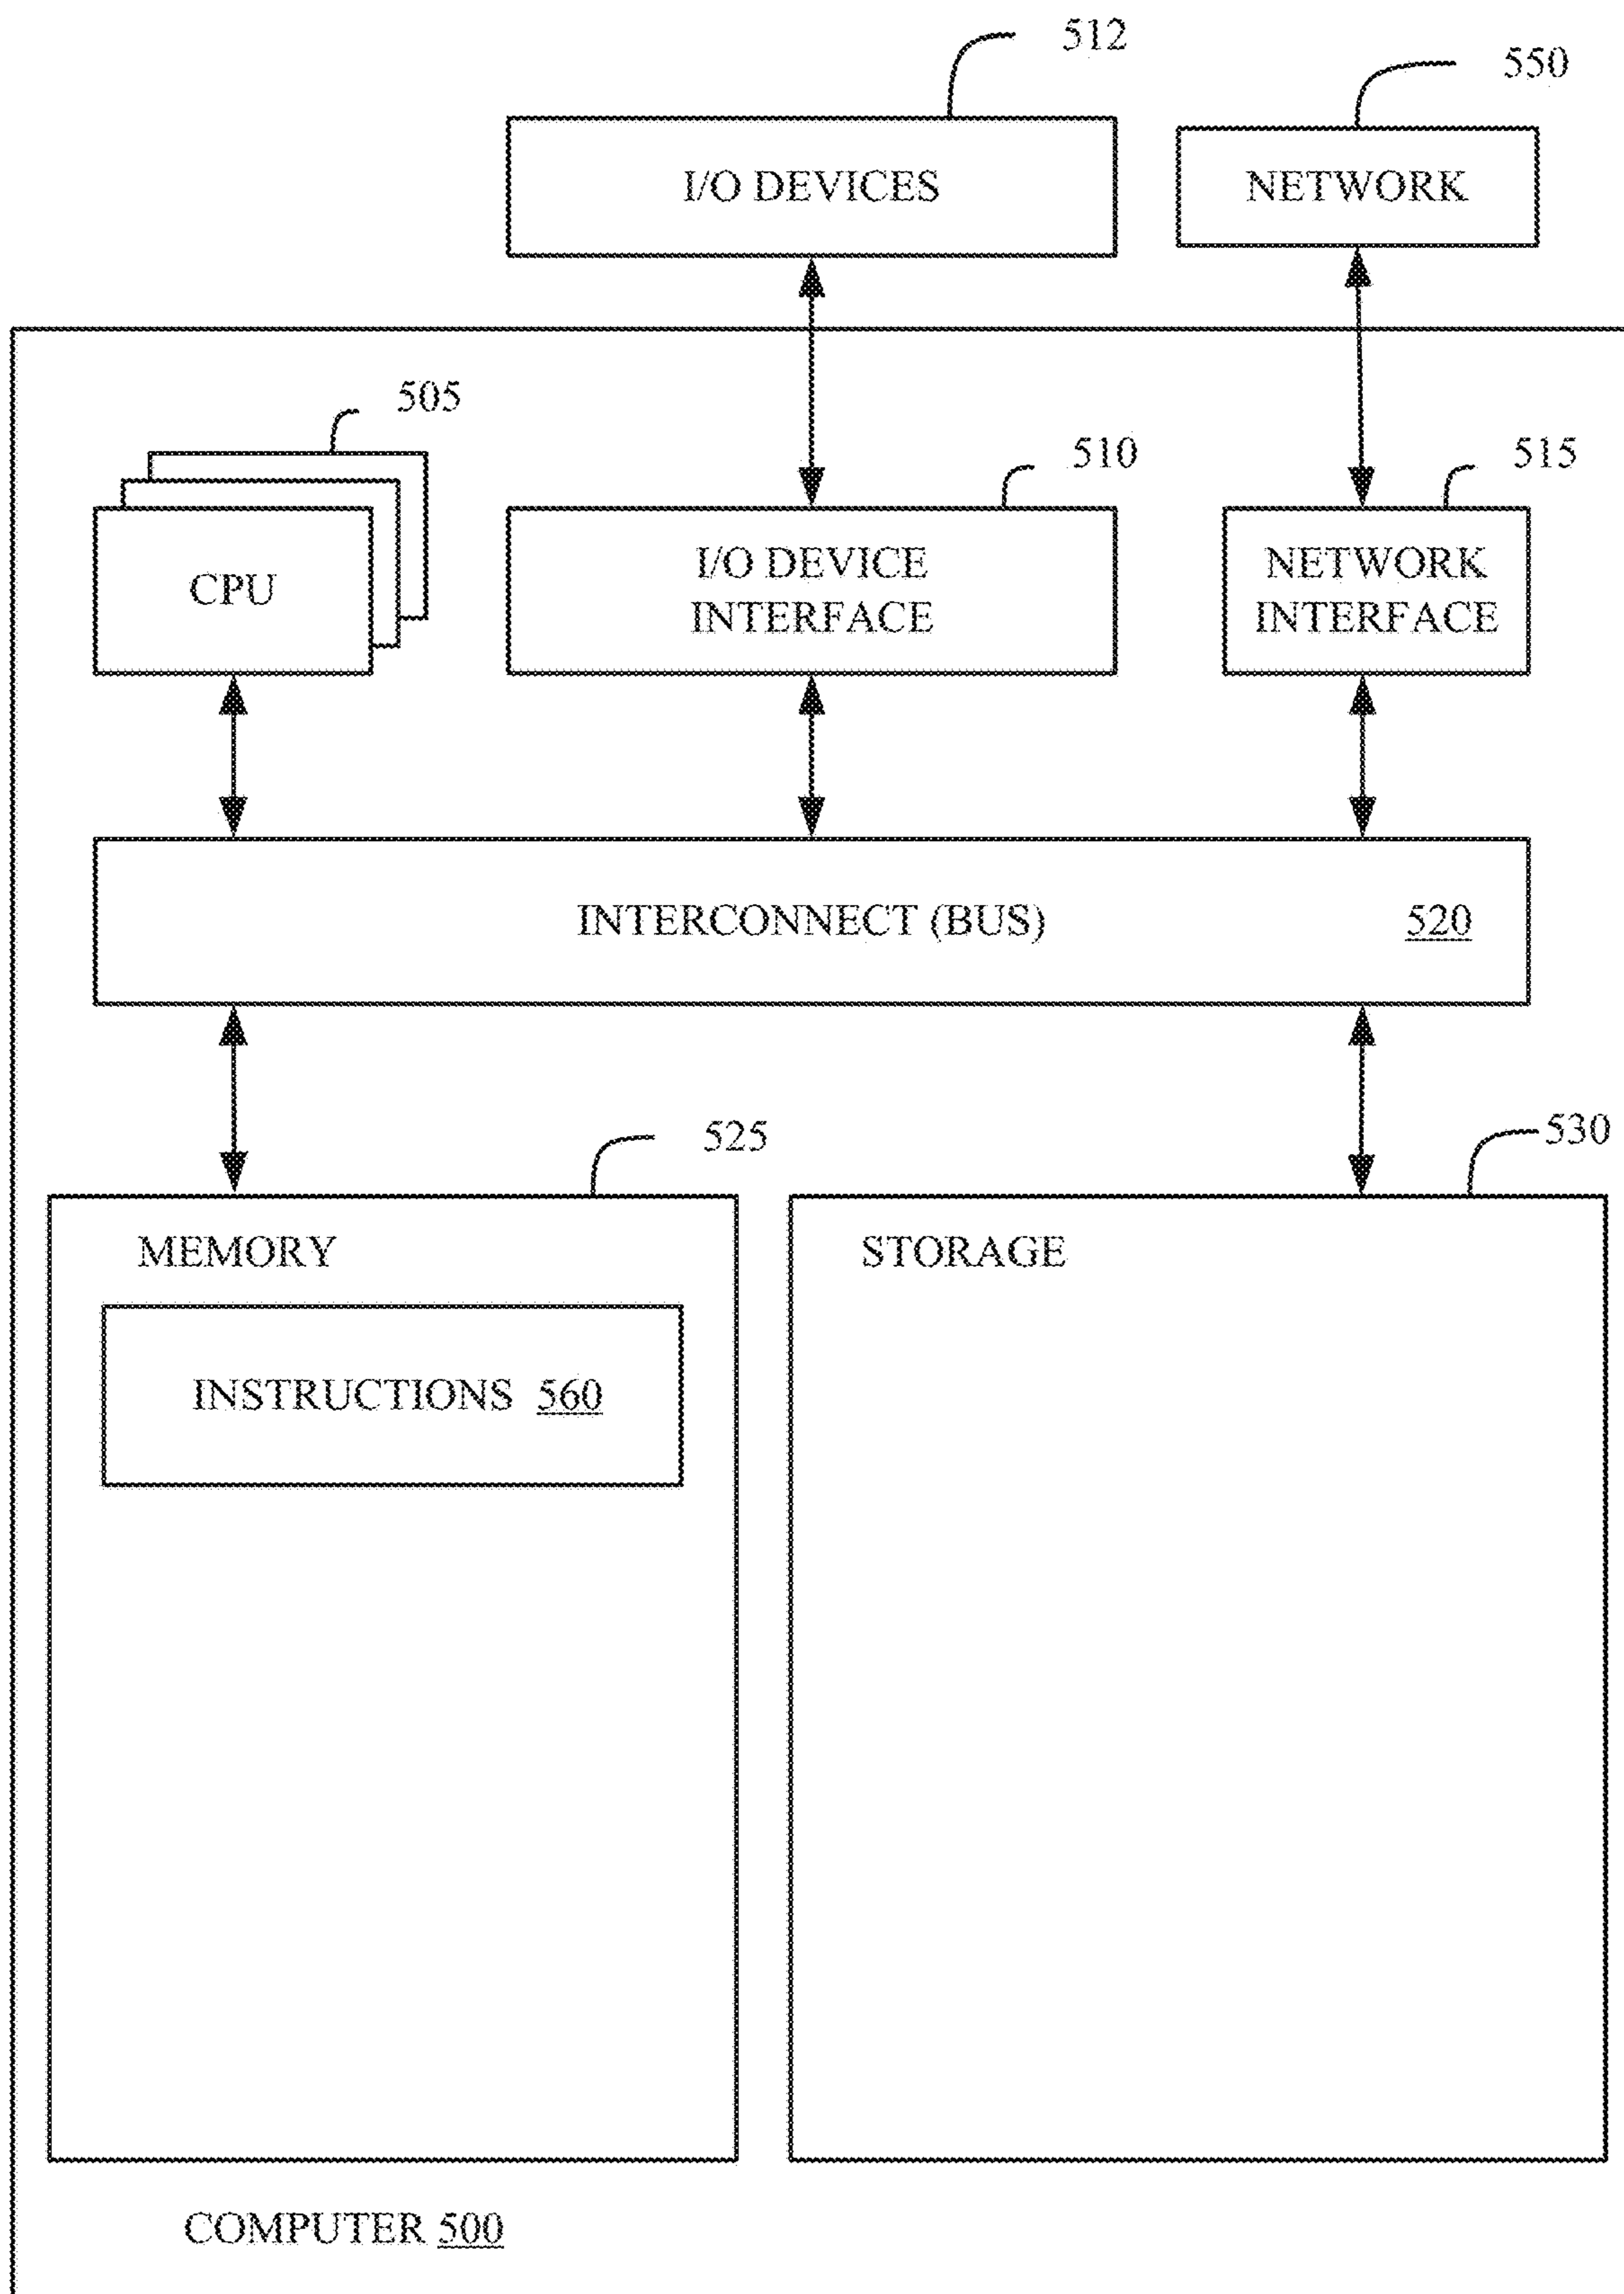 512
550
I/O DEVICES
NETWORK
505
510
515
CPU
I/O DEVICE
INTERFACE
NETWORK
INTERFACE
INTERCONNECT (BUS) 520
525
530
MEMORY
STORAGE
INSTRUCTIONS 560
COMPUTER 500